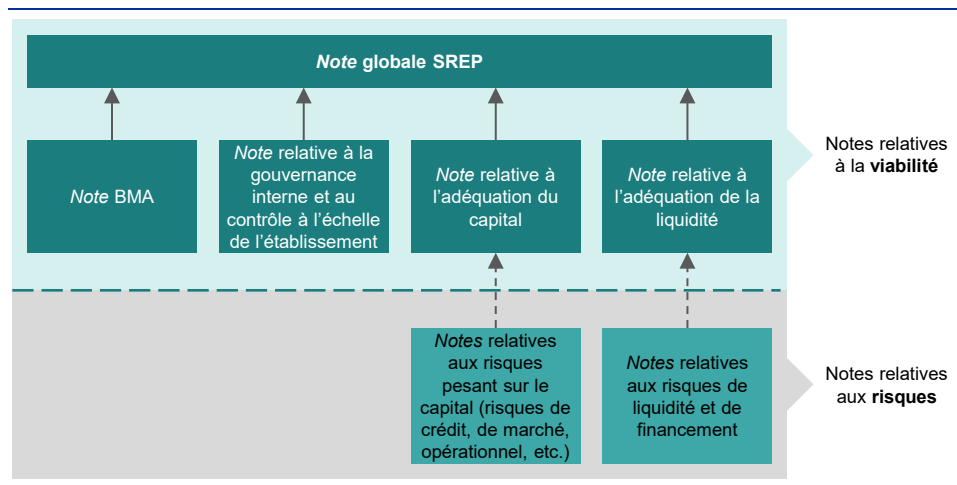 Note globale SREP
Note BMA
Note relative à la
gouvernance
interne et au
contrôle à l’échelle
de l’établissement
Note relative à
l’adéquation du
capital
Note relative à
l’adéquation de la
liquidité
Notes relatives
à la viabilité
Notes relatives
aux risques
pesant sur le
capital (risques de
crédit, de marché,
opérationnel, etc.)
Notes relatives
aux risques de
liquidité et de
financement
Notes relatives
aux risques